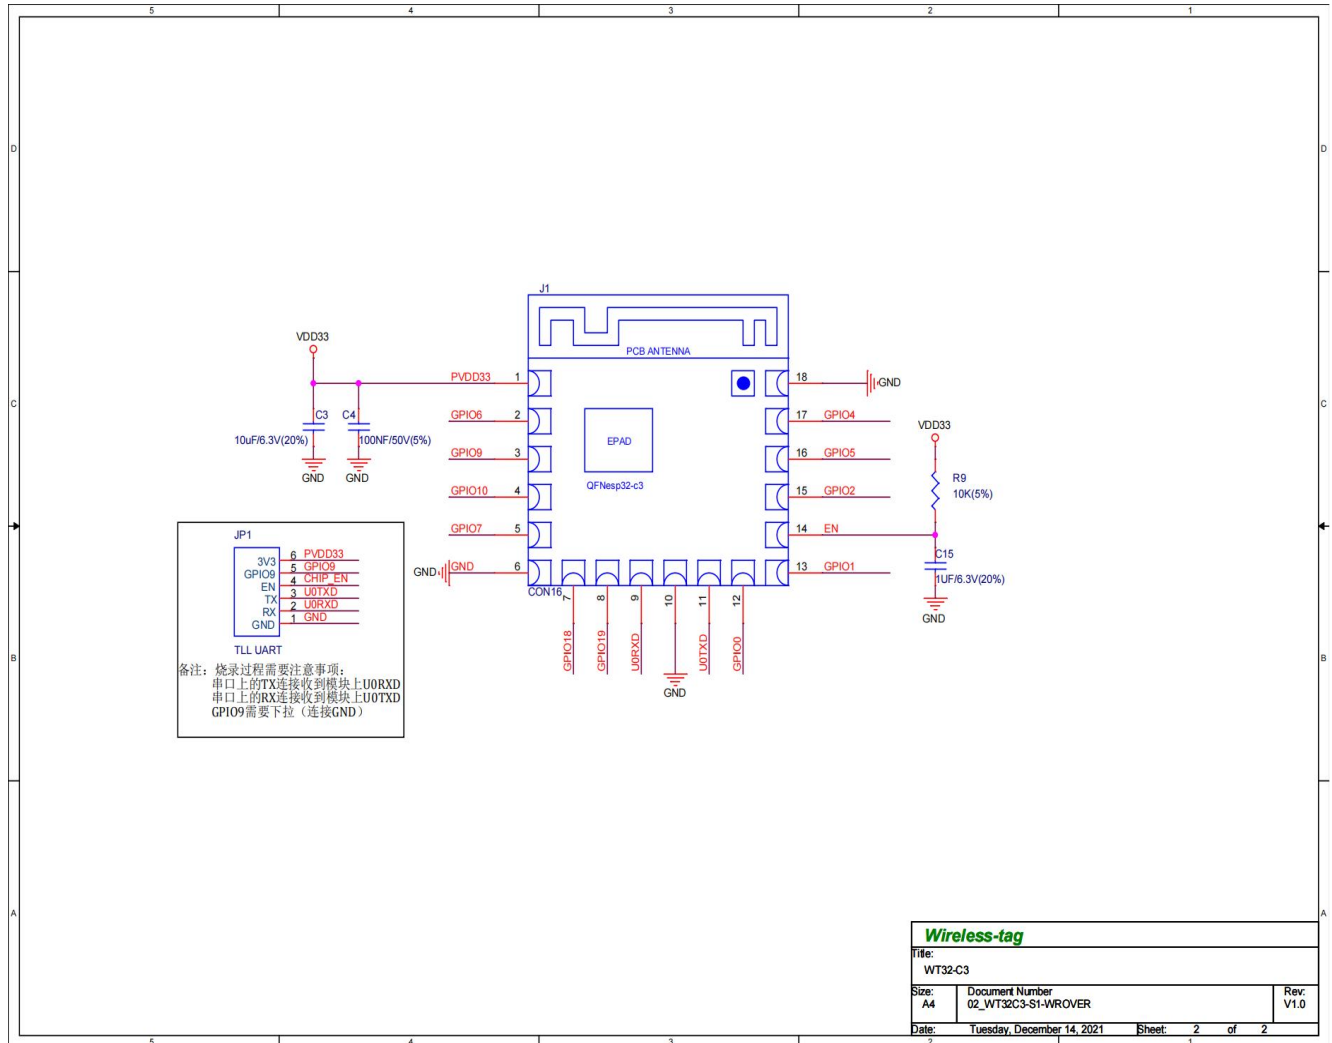 5 4 3 2 1
D D
J1
VDD33
PCB ANTENNA
PVDD33 1
18 GND
C
C
C3 C4
10uF/6.3V(20%) 100NF/50V(5%)
GND GND
GPIO6 2
17 GPIO4
VDD33
EPAD
GPIO9 3
16 GPIO5
QFNesp32-c3
GPIO10 4
15 GPIO2
R9
10K(5%)
GPIO7 5
14 EN
C15
1UF/6.3V(20%)
GND
GND GND 6
13 GPIO1
CON16
7 8 9 10 11 12
GPIO18 GPIO19 U0RXD U0TXD GPIO0
GND
JP1
3V3 6 PVDD33
GPIO9 5 GPIO9
EN 4 CHIP_EN
TX 3 U0TXD
RX 2 U0RXD
GND 1 GND
TLL UART
备注：烧录过程需要注意事项：
串口上的TX连接收到模块上U0RXD
串口上的RX连接收到模块上U0TXD
GPIO9需要下拉（连接GND）
B B
A A
Wireless-tag
Title:
WT32-C3
Size: Document Number Rev:
A4 02_WT32C3-S1-WROVER V1.0
Date: Tuesday, December 14, 2021 Sheet: 2 of 2
5 4 3 2 1